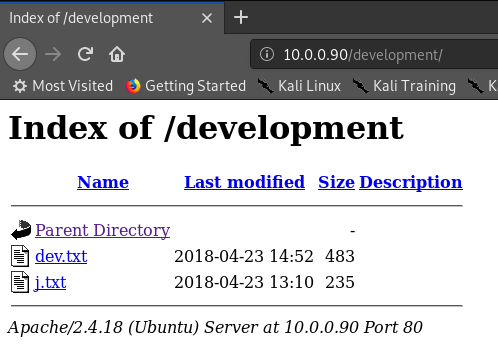 Index of /development
10.0.0.90/development/
Most Visited Getting Started Kali Linux Kali Training K
Index of /development
Name Last modified Size Description
Parent Directory -
dev.txt 2018-04-23 14:52 483
j.txt 2018-04-23 13:10 235
Apache/2.4.18 (Ubuntu) Server at 10.0.0.90 Port 80